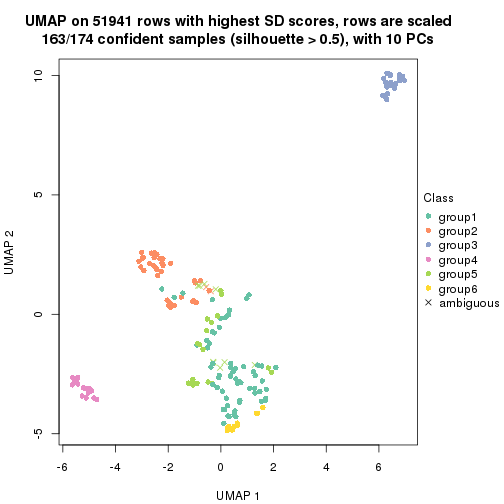 UMAP on 51941 rows with highest SD scores, rows are scaled
163/174 confident samples (silhouette > 0.5), with 10 PCs
10
5
0
-5
UMAP 2
-6
-4
-2
0
2
4
6
UMAP 1
Class
group1
group2
group3
group4
group5
group6
ambiguous